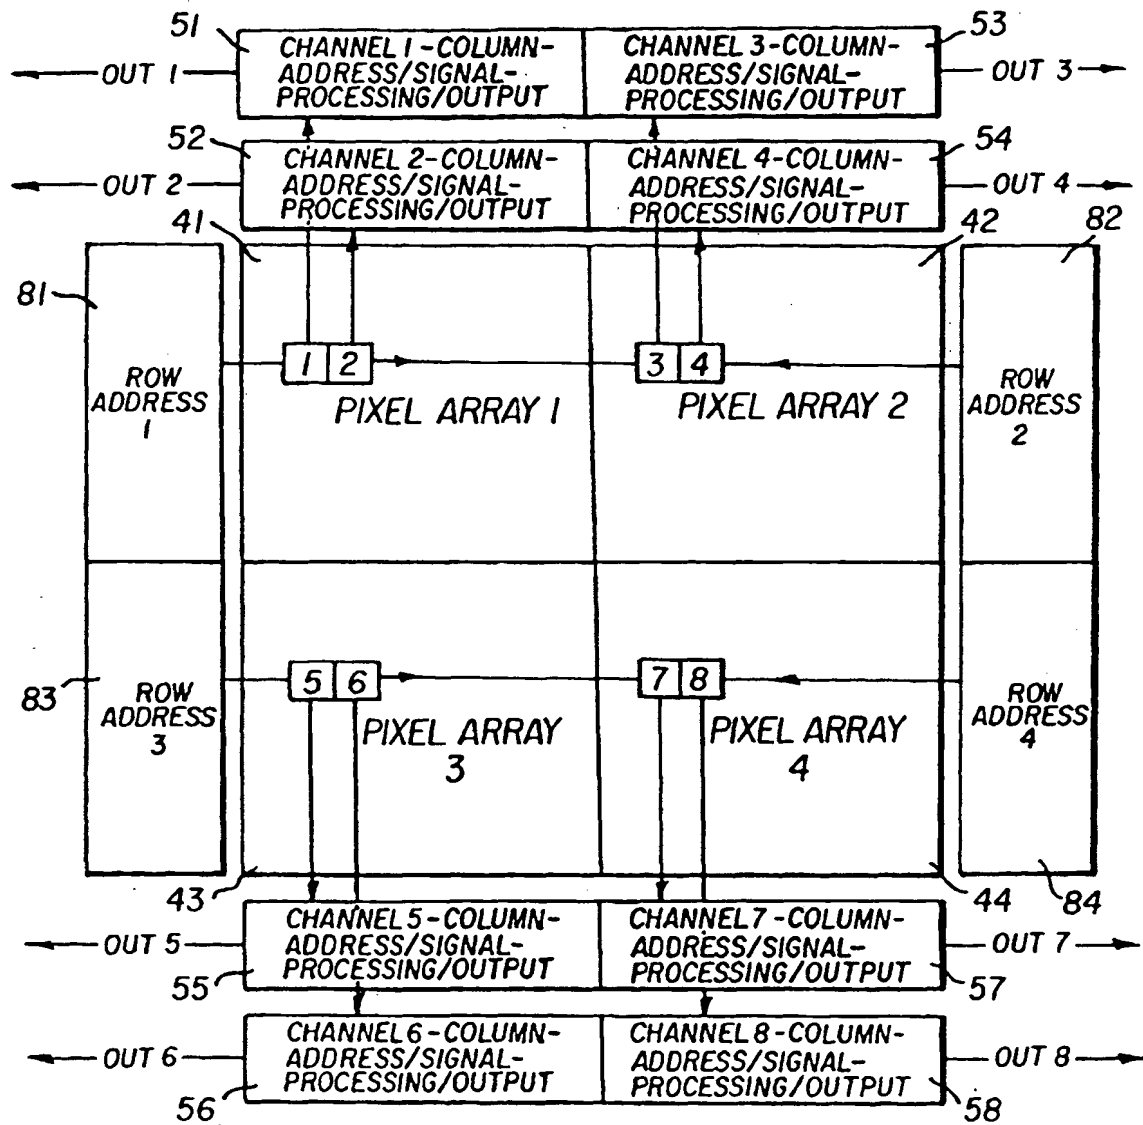 51
53
OUT 1
CHANNEL 1-COLUMN-
ADDRESS/SIGNAL-
PROCESSING/OUTPUT
CHANNEL 3-COLUMN-
ADDRESS/SIGNAL-
PROCESSING/OUTPUT
OUT 3
52
54
OUT 2
CHANNEL 2-COLUMN-
ADDRESS/SIGNAL-
PROCESSING/OUTPUT
CHANNEL 4-COLUMN-
ADDRESS/SIGNAL-
PROCESSING/OUTPUT
OUT 4
41
42
82
81
ROW
ADDRESS
1
1 2
PIXEL ARRAY 1
3 4
PIXEL ARRAY 2
ROW
ADDRESS
2
83
ROW
ADDRESS
3
5 6
PIXEL ARRAY
3
7 8
PIXEL ARRAY
4
ROW
ADDRESS
4
43
44
84
OUT 5
CHANNEL 5-COLUMN-
ADDRESS/SIGNAL-
PROCESSING/OUTPUT
CHANNEL 7-COLUMN-
ADDRESS/SIGNAL-
PROCESSING/OUTPUT
OUT 7
55
57
OUT 6
CHANNEL 6-COLUMN-
ADDRESS/SIGNAL-
PROCESSING/OUTPUT
CHANNEL 8-COLUMN-
ADDRESS/SIGNAL-
PROCESSING/OUTPUT
OUT 8
56
58